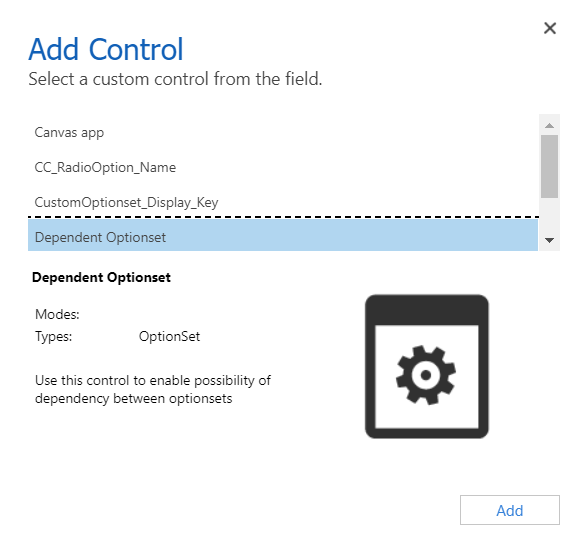 Add Control
Select a custom control from the field.
Canvas app
CC_RadioOption_Name
CustomOptionset_Display_Key
Dependent Optionset
Dependent Optionset
Modes:
Types: OptionSet
Use this control to enable possibility of
dependency between optionsets
Add